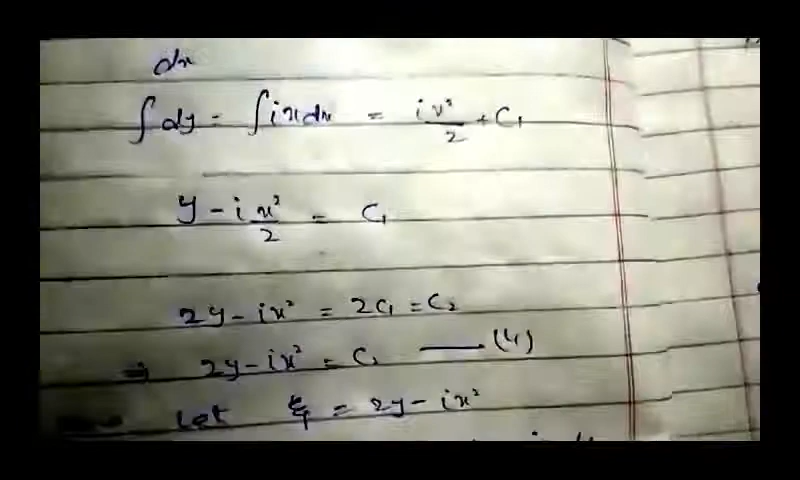 dx
∫ dy = ∫ ix dx = ix²/2 + C₁
y - i x²/2 = C₁
2y - ix² = 2C₁ = C₂
⇒ 2y - ix² = C₂ —— (4)
Let ξ = 2y - ix²